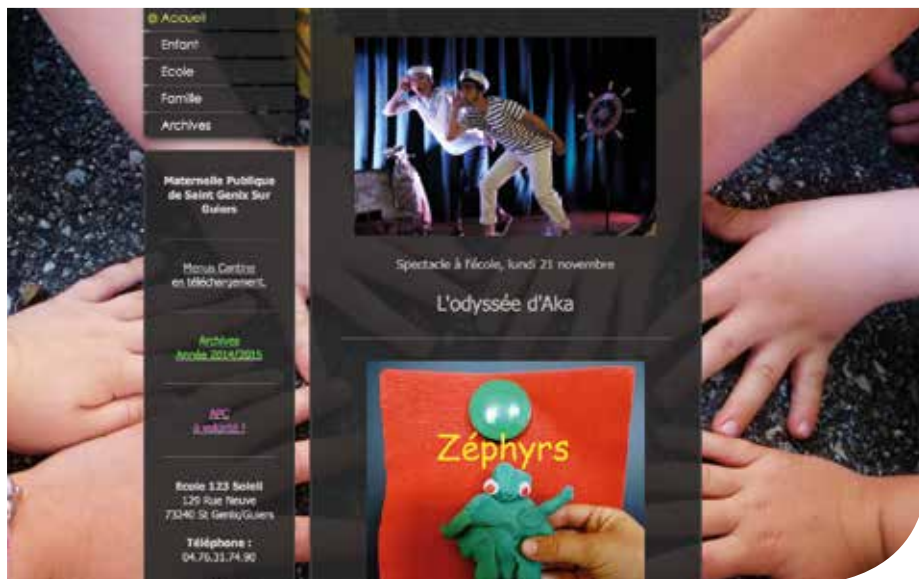 Accueil
Enfant
Ecole
Famille
Archives
Maternelle Publique
de Saint Genix Sur
Guiers
Menus Cantine
en téléchargement.
Archives
Année 2014/2015
APC
à volonté !
Ecole 123 Soleil
129 Rue Neuve
73240 St Genix/Guiers
Téléphone :
04.76.31.74.90
Spectacle à l'école, lundi 21 novembre
L'odyssée d'Aka
Zéphyrs